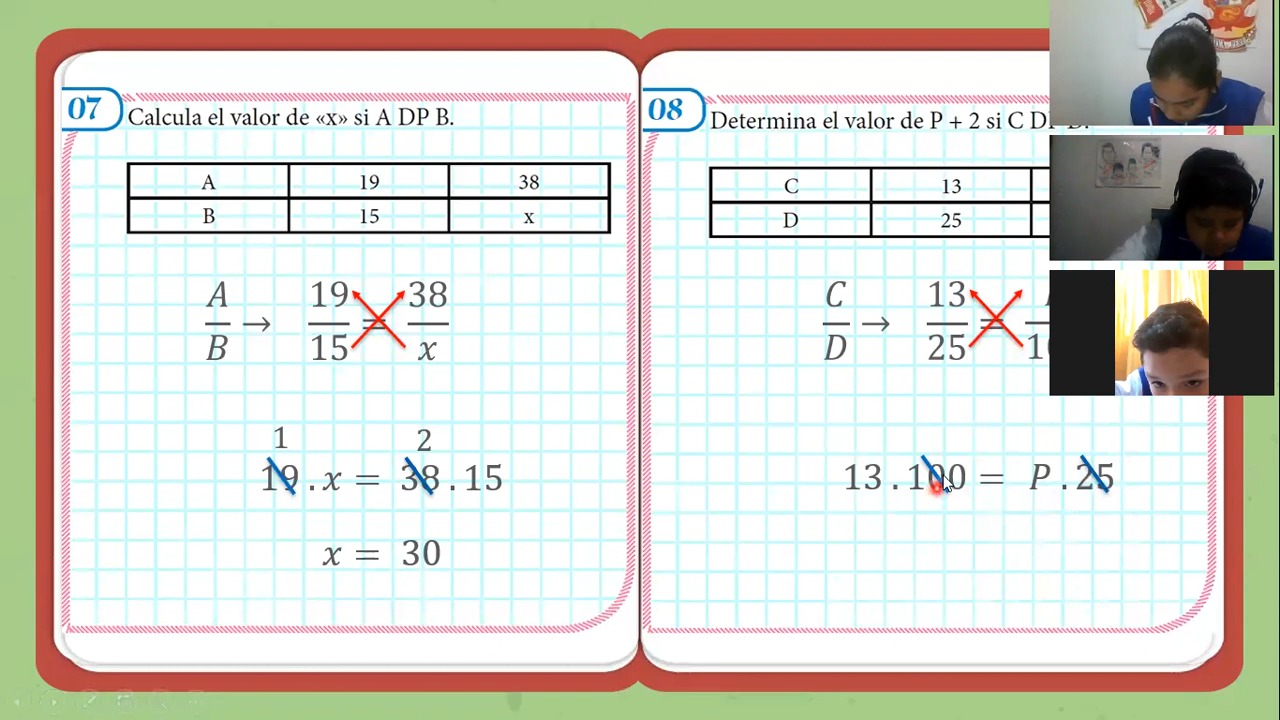 07
Calcula el valor de «x» si A DP B.
A 19 38
B 15 x
A/B → 19/15 = 38/x
1 2
19 . x = 38 . 15
x = 30
08
Determina el valor de P + 2 si C
C 13
D 25
C/D → 13/25 =
13 . 100 = P . 25